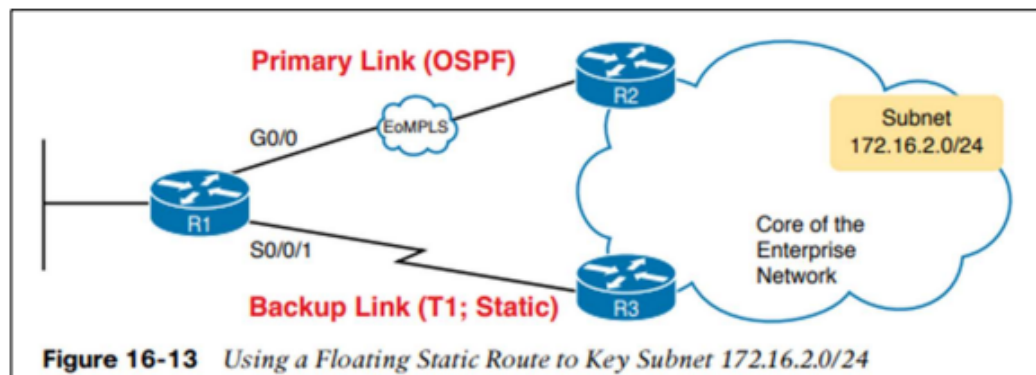 Primary Link (OSPF)
R2
EoMPLS
Subnet
172.16.2.0/24
G0/0
R1
S0/0/1
Core of the
Enterprise
Network
Backup Link (T1; Static)
R3
Figure 16-13 Using a Floating Static Route to Key Subnet 172.16.2.0/24